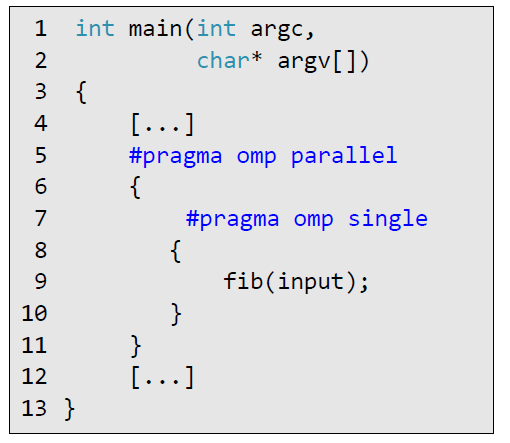 1 int main(int argc,
2 char* argv[])
3 {
4 [...]
5 #pragma omp parallel
6 {
7 #pragma omp single
8 {
9 fib(input);
10 }
11 }
12 [...]
13 }